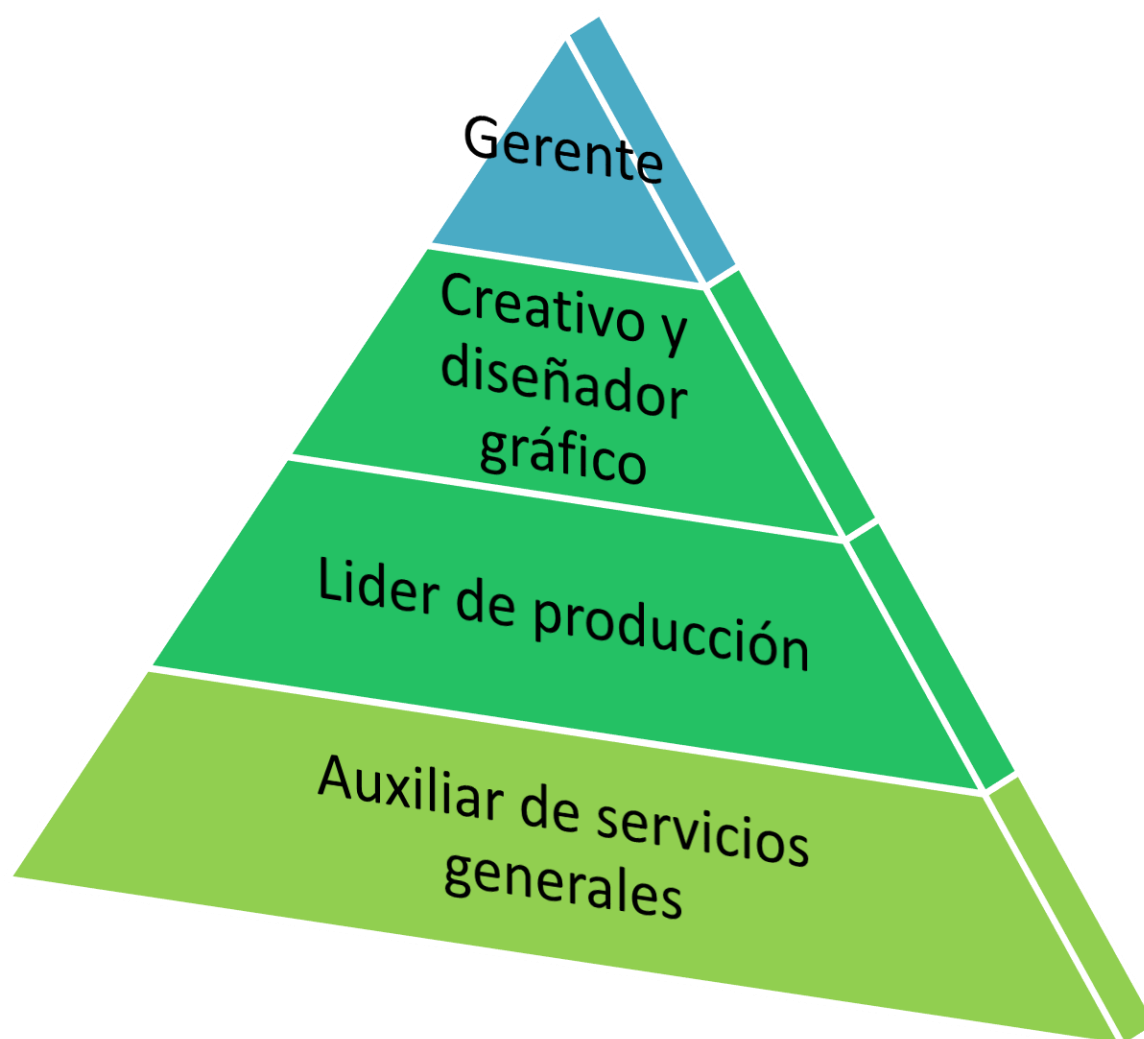 Gerente
Creativo y
diseñador
gráfico
Lider de producción
Auxiliar de servicios
generales